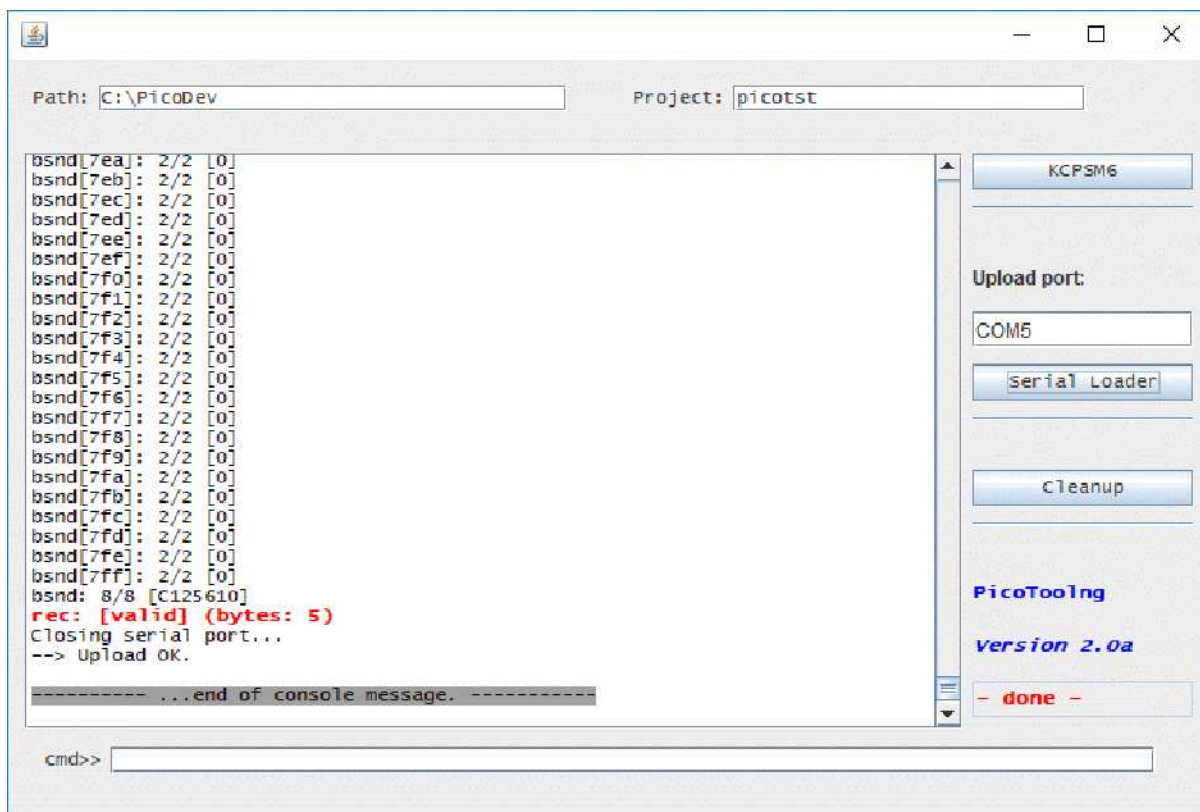 Path: C:\PicoDev Project: picotst
bsnd[7ea]: 2/2 [0]
bsnd[7eb]: 2/2 [0]
bsnd[7ec]: 2/2 [0]
bsnd[7ed]: 2/2 [0]
bsnd[7ee]: 2/2 [0]
bsnd[7ef]: 2/2 [0]
bsnd[7f0]: 2/2 [0]
bsnd[7f1]: 2/2 [0]
bsnd[7f2]: 2/2 [0]
bsnd[7f3]: 2/2 [0]
bsnd[7f4]: 2/2 [0]
bsnd[7f5]: 2/2 [0]
bsnd[7f6]: 2/2 [0]
bsnd[7f7]: 2/2 [0]
bsnd[7f8]: 2/2 [0]
bsnd[7f9]: 2/2 [0]
bsnd[7fa]: 2/2 [0]
bsnd[7fb]: 2/2 [0]
bsnd[7fc]: 2/2 [0]
bsnd[7fd]: 2/2 [0]
bsnd[7fe]: 2/2 [0]
bsnd[7ff]: 2/2 [0]
bsnd: 8/8 [C125610]
rec: [valid] (bytes: 5)
Closing serial port...
--> Upload OK.
---------- ...end of console message. -----------
KCPSM6
Upload port:
COM5
Serial Loader
Cleanup
PicoToolng
Version 2.0a
- done -
cmd>>